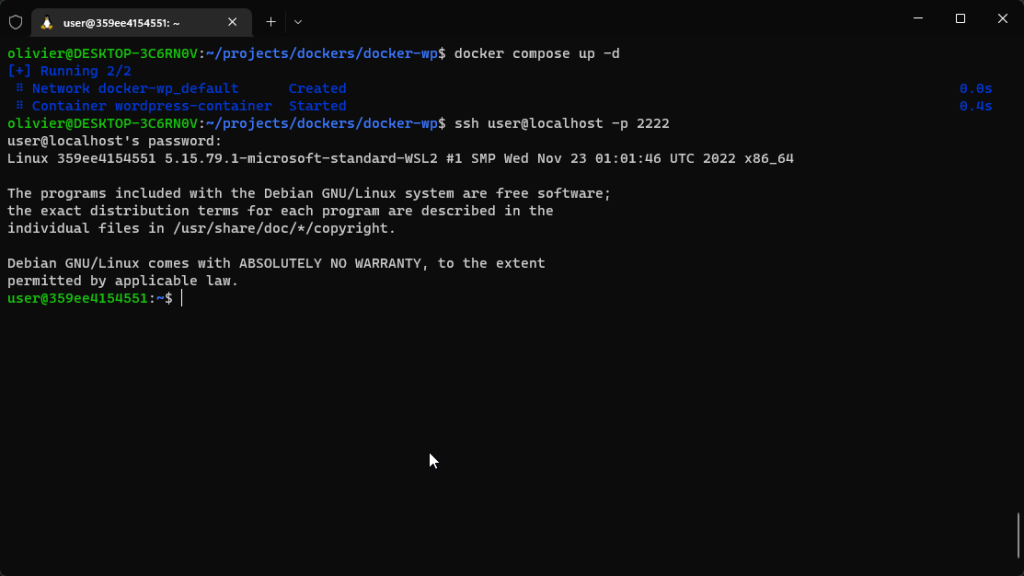 user@359ee4154551: ~
olivier@DESKTOP-3C6RN0V:~/projects/dockers/docker-wp$ docker compose up -d
[+] Running 2/2
⠿ Network docker-wp_default Created 0.0s
⠿ Container wordpress-container Started 0.4s
olivier@DESKTOP-3C6RN0V:~/projects/dockers/docker-wp$ ssh user@localhost -p 2222
user@localhost's password:
Linux 359ee4154551 5.15.79.1-microsoft-standard-WSL2 #1 SMP Wed Nov 23 01:01:46 UTC 2022 x86_64
The programs included with the Debian GNU/Linux system are free software;
the exact distribution terms for each program are described in the
individual files in /usr/share/doc/*/copyright.
Debian GNU/Linux comes with ABSOLUTELY NO WARRANTY, to the extent
permitted by applicable law.
user@359ee4154551:~$